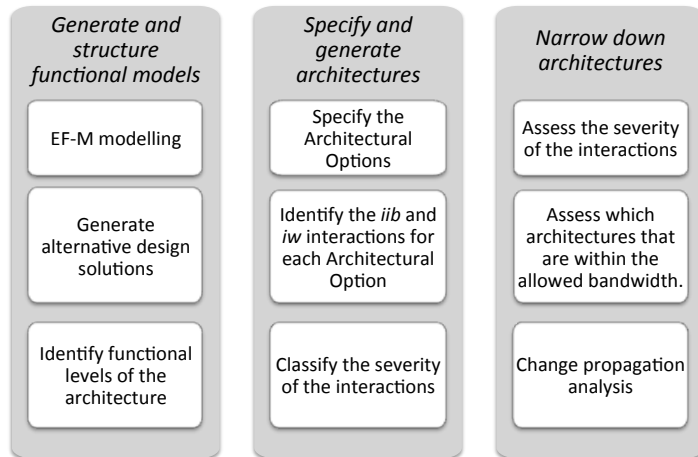 Generate and
structure
functional models
EF-M modelling
Generate
alternative design
solutions
Identify functional
levels of the
architecture
Specify and
generate
architectures
Specify the
Architectural
Options
Identify the iib and
iw interactions for
each Architectural
Option
Classify the severity
of the interactions
Narrow down
architectures
Assess the severity
of the interactions
Assess which
architectures that
are within the
allowed bandwidth.
Change propagation
analysis